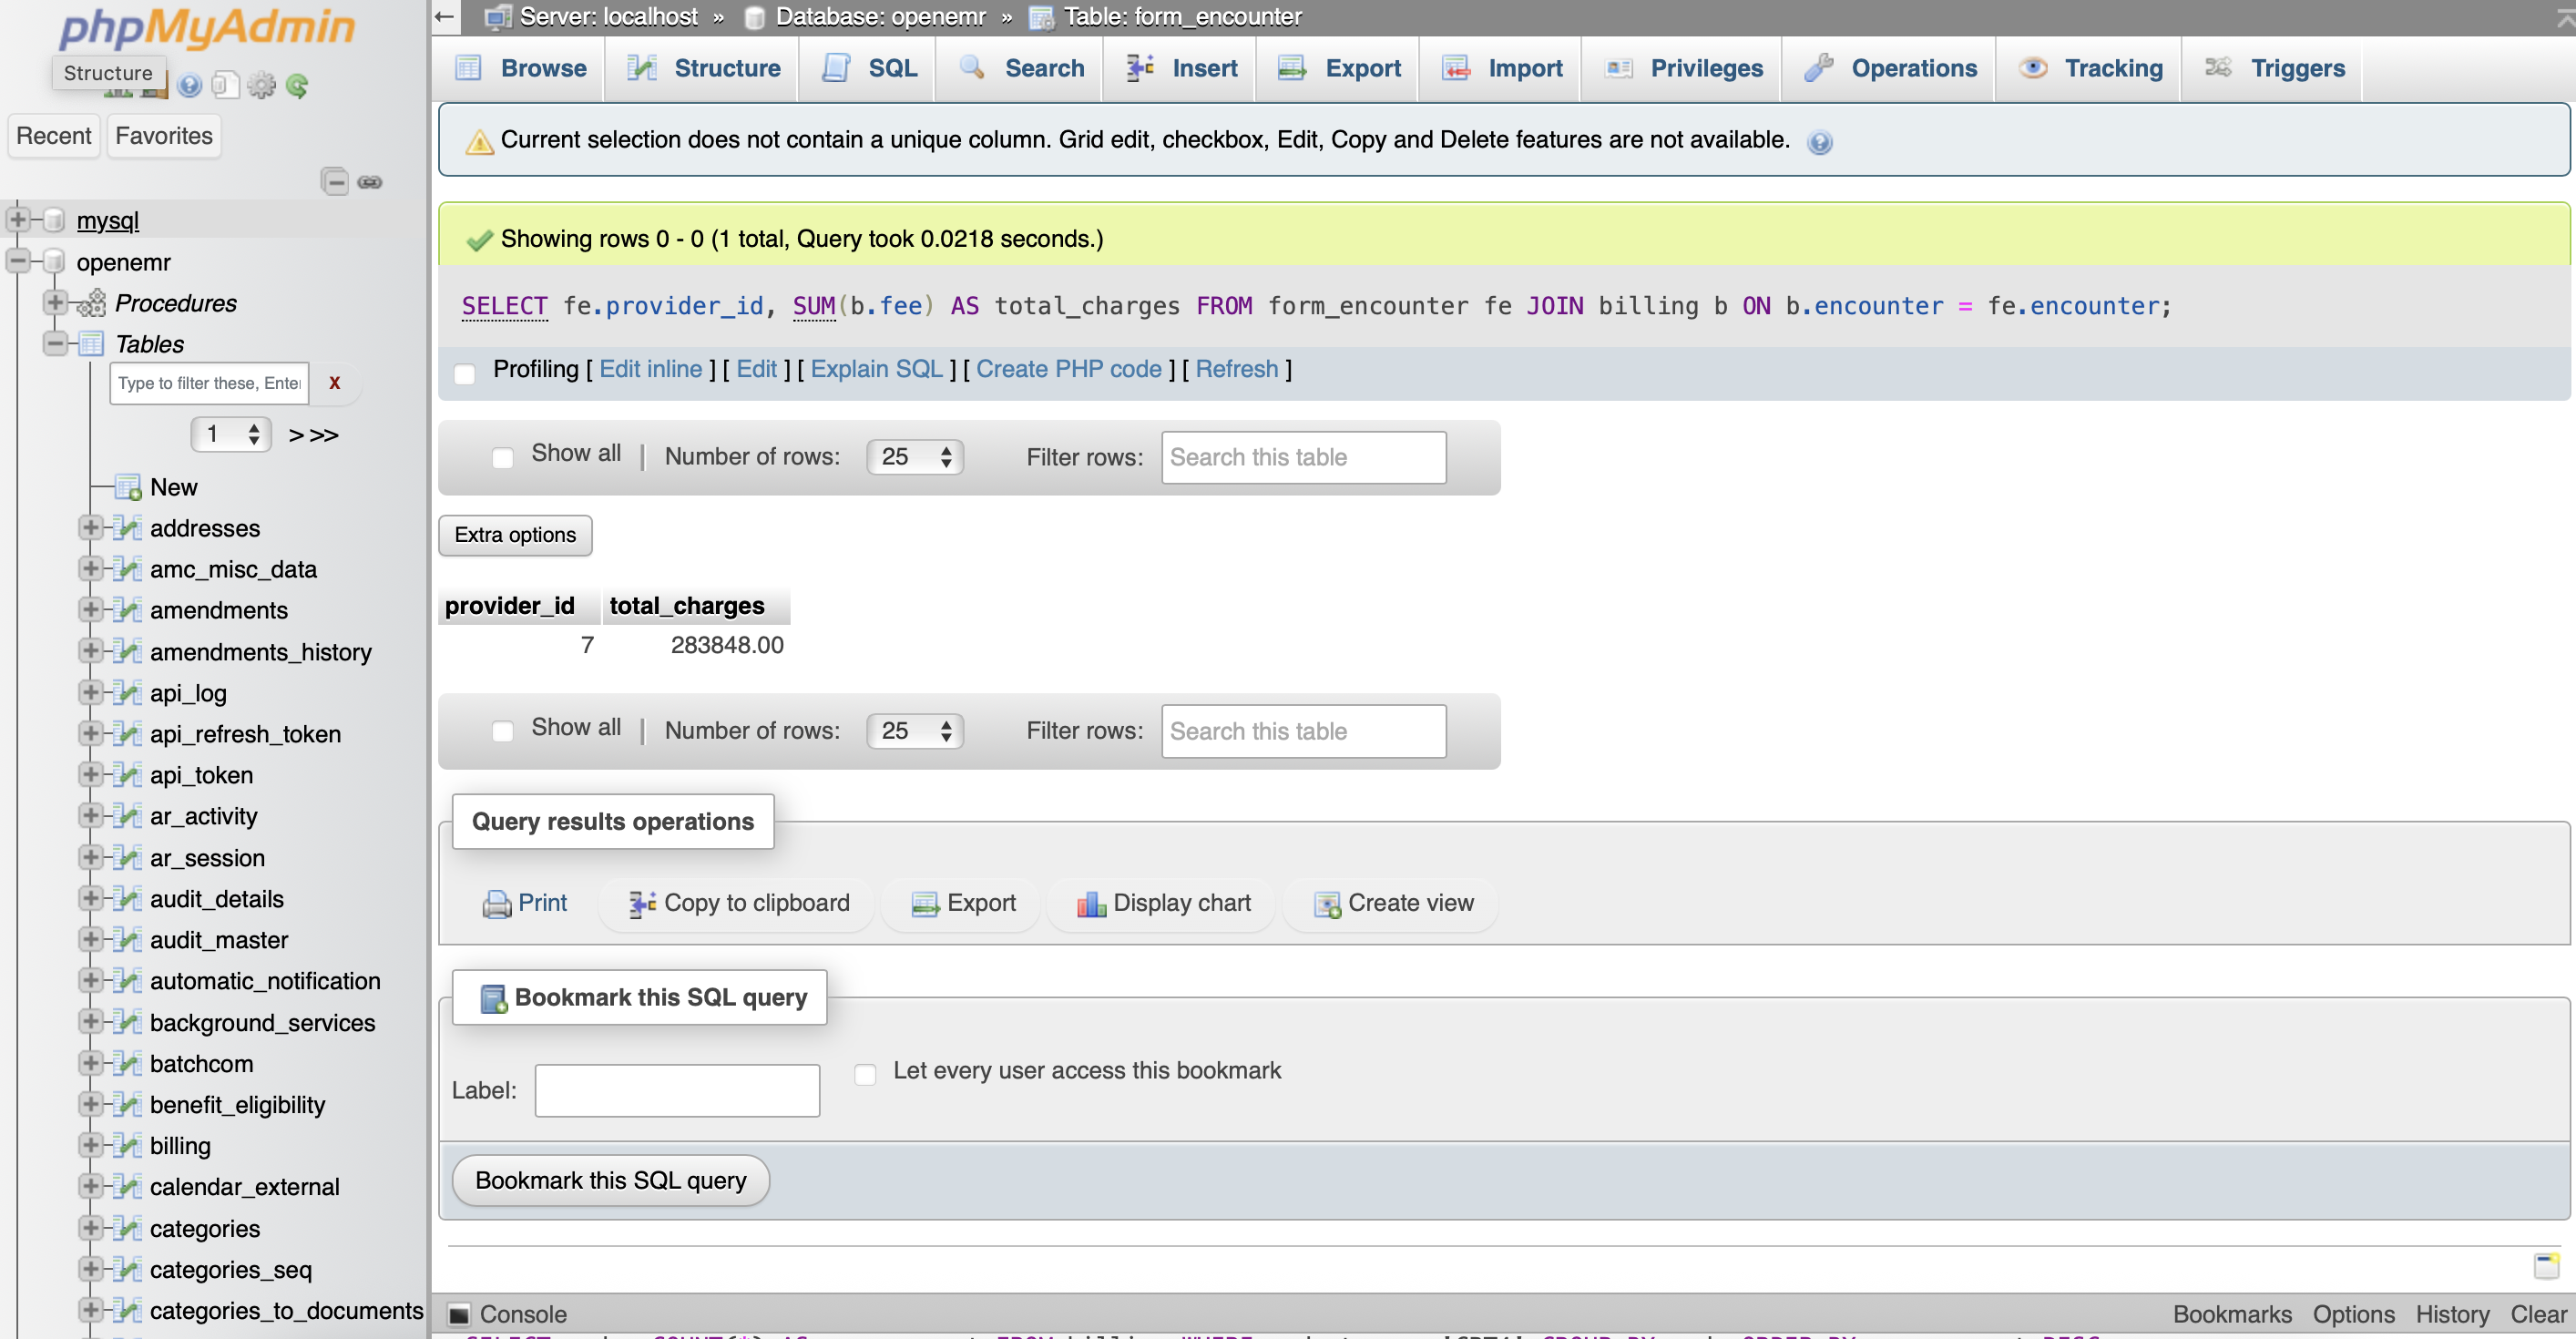 phpMyAdmin
Structure
Recent Favorites
mysql
openemr
Procedures
Tables
Type to filter these, Enter
X
1 > >>
New
addresses
amc_misc_data
amendments
amendments_history
api_log
api_refresh_token
api_token
ar_activity
ar_session
audit_details
audit_master
automatic_notification
background_services
batchcom
benefit_eligibility
billing
calendar_external
categories
categories_seq
categories_to_documents
Server: localhost » Database: openemr » Table: form_encounter
Browse Structure SQL Search Insert Export Import Privileges Operations Tracking Triggers
Current selection does not contain a unique column. Grid edit, checkbox, Edit, Copy and Delete features are not available.
Showing rows 0 - 0 (1 total, Query took 0.0218 seconds.)
SELECT fe.provider_id, SUM(b.fee) AS total_charges FROM form_encounter fe JOIN billing b ON b.encounter = fe.encounter;
Profiling [ Edit inline ] [ Edit ] [ Explain SQL ] [ Create PHP code ] [ Refresh ]
Show all | Number of rows: 25 Filter rows: Search this table
Extra options
provider_id total_charges
7 283848.00
Show all | Number of rows: 25 Filter rows: Search this table
Query results operations
Print Copy to clipboard Export Display chart Create view
Bookmark this SQL query
Label: Let every user access this bookmark
Bookmark this SQL query
Console Bookmarks Options History Clear